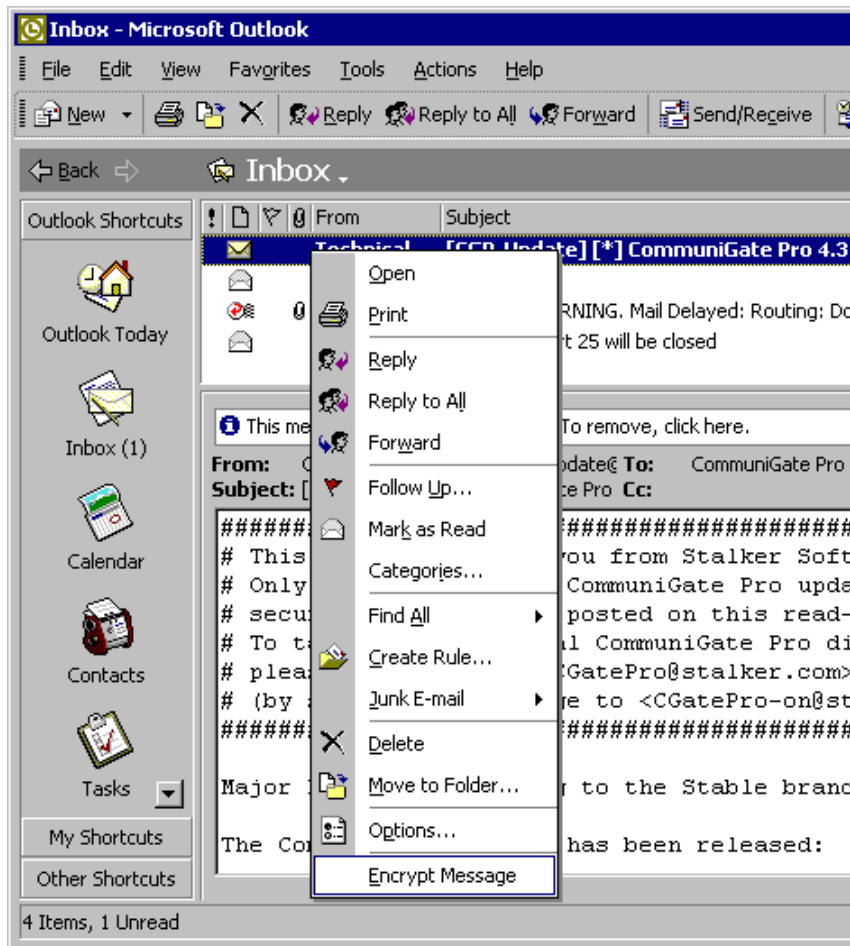 Inbox - Microsoft Outlook
File Edit View Favorites Tools Actions Help
New Reply Reply to All Forward Send/Receive
Back Inbox
Outlook Shortcuts
! From Subject
[*] CommuniGate Pro 4.3
RNING. Mail Delayed: Routing: Do
t 25 will be closed
Outlook Today
Inbox (1)
Calendar
Contacts
Tasks
My Shortcuts
Other Shortcuts
Open
Print
Reply
Reply to All
Forward
Follow Up...
Mark as Read
Categories...
Find All
Create Rule...
Junk E-mail
Delete
Move to Folder...
Options...
Encrypt Message
This me To remove, click here.
From: pdate@ To: CommuniGate Pro
Subject: [ te Pro Cc:
# This you from Stalker Soft
# Only CommuniGate Pro upda
# secu posted on this read-
# To ta l CommuniGate Pro di
# plea CGatePro@stalker.com>
# (by ge to <CGatePro-on@st
Major to the Stable branc
The Co has been released:
4 Items, 1 Unread